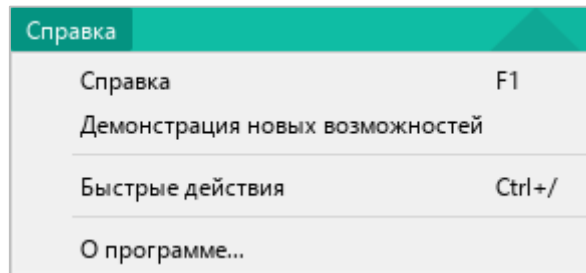 Справка
Справка F1
Демонстрация новых возможностей
Быстрые действия Ctrl+/
О программе...